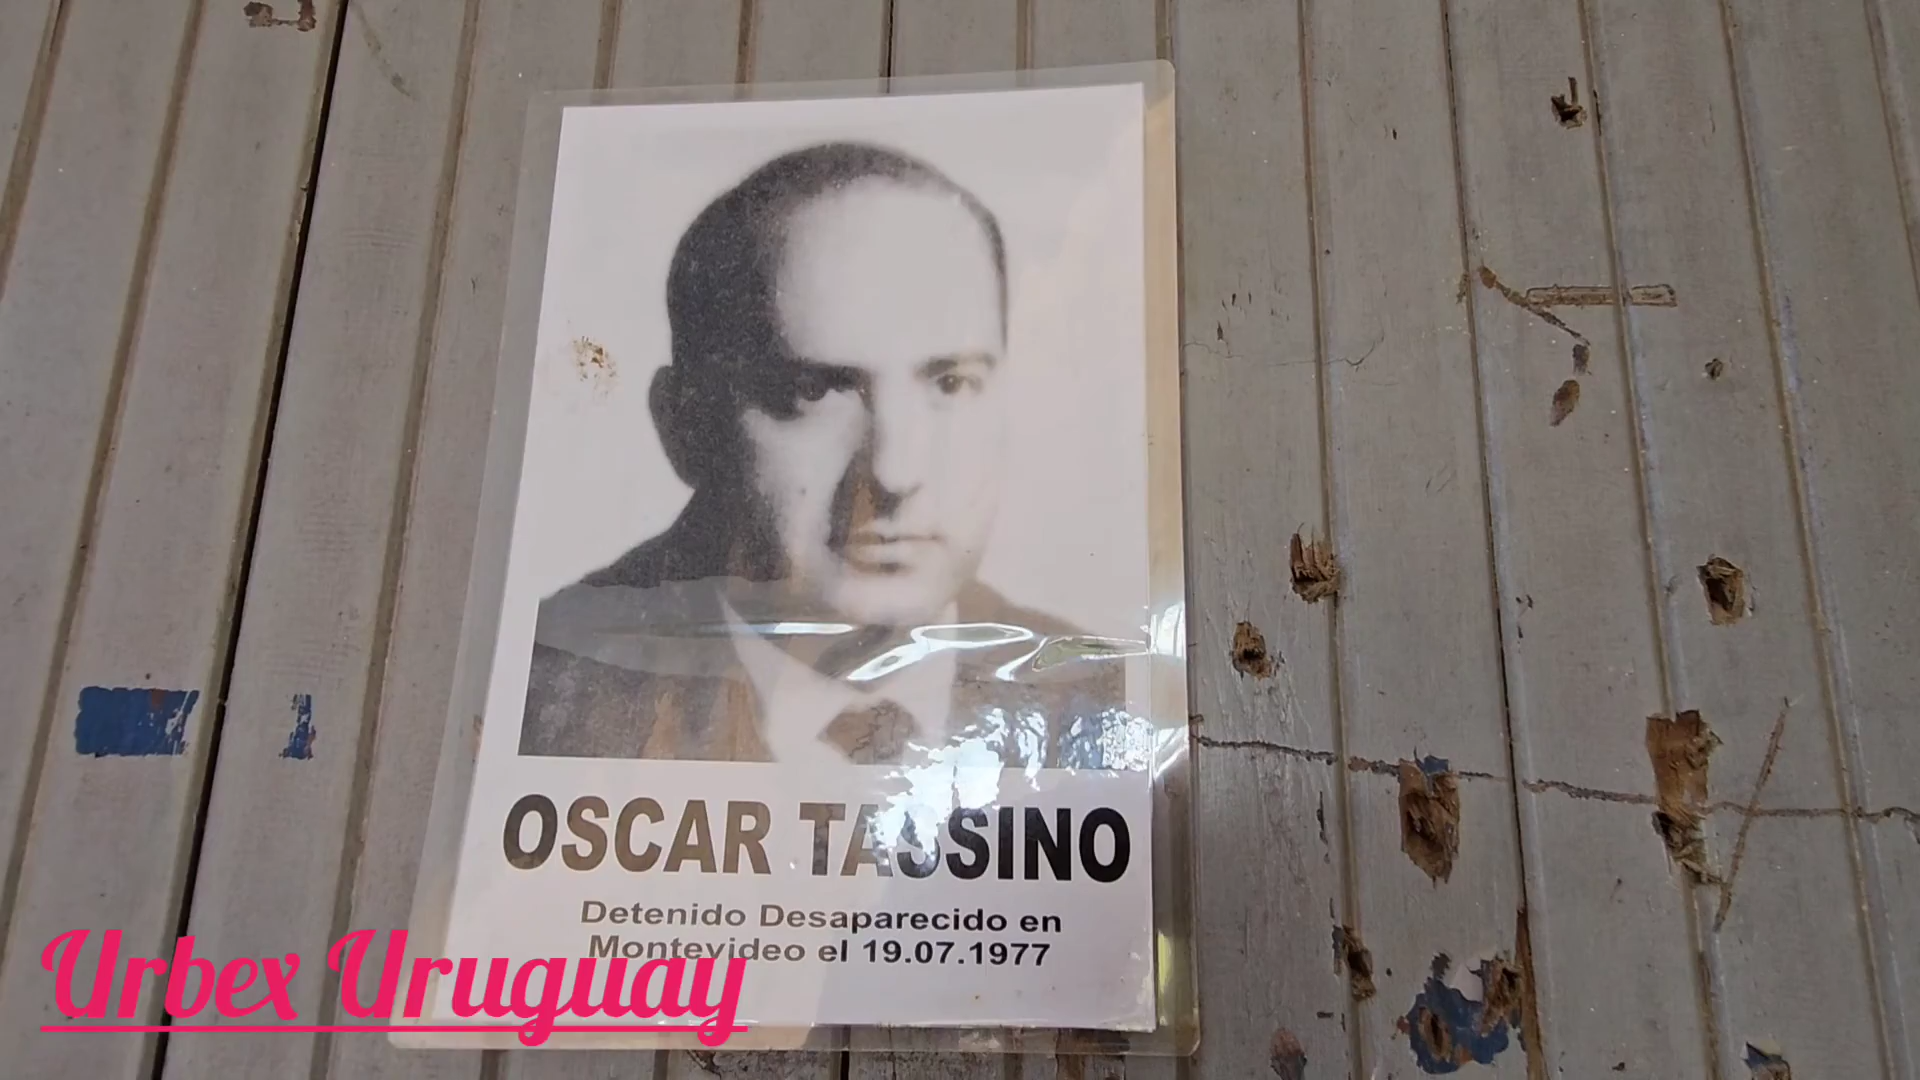 OSCAR TASSINO
Detenido Desaparecido en
Montevideo el 19.07.1977
Urbex Uruguay